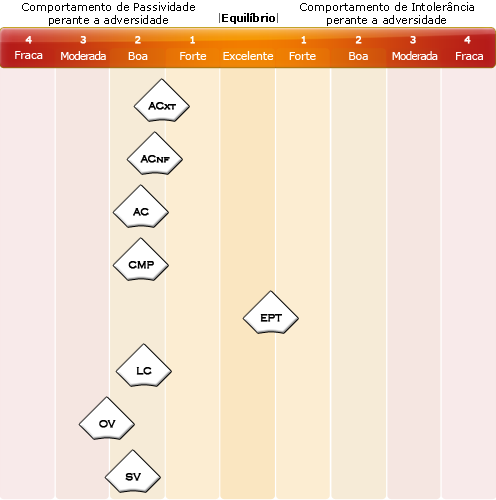 Comportamento de Passividade
perante a adversidade
|Equilíbrio|
Comportamento de Intolerância
perante a adversidade
4 3 2 1 1 2 3 4
Fraca Moderada Boa Forte Excelente Forte Boa Moderada Fraca
ACXT
ACNF
AC
CMP
EPT
LC
OV
SV